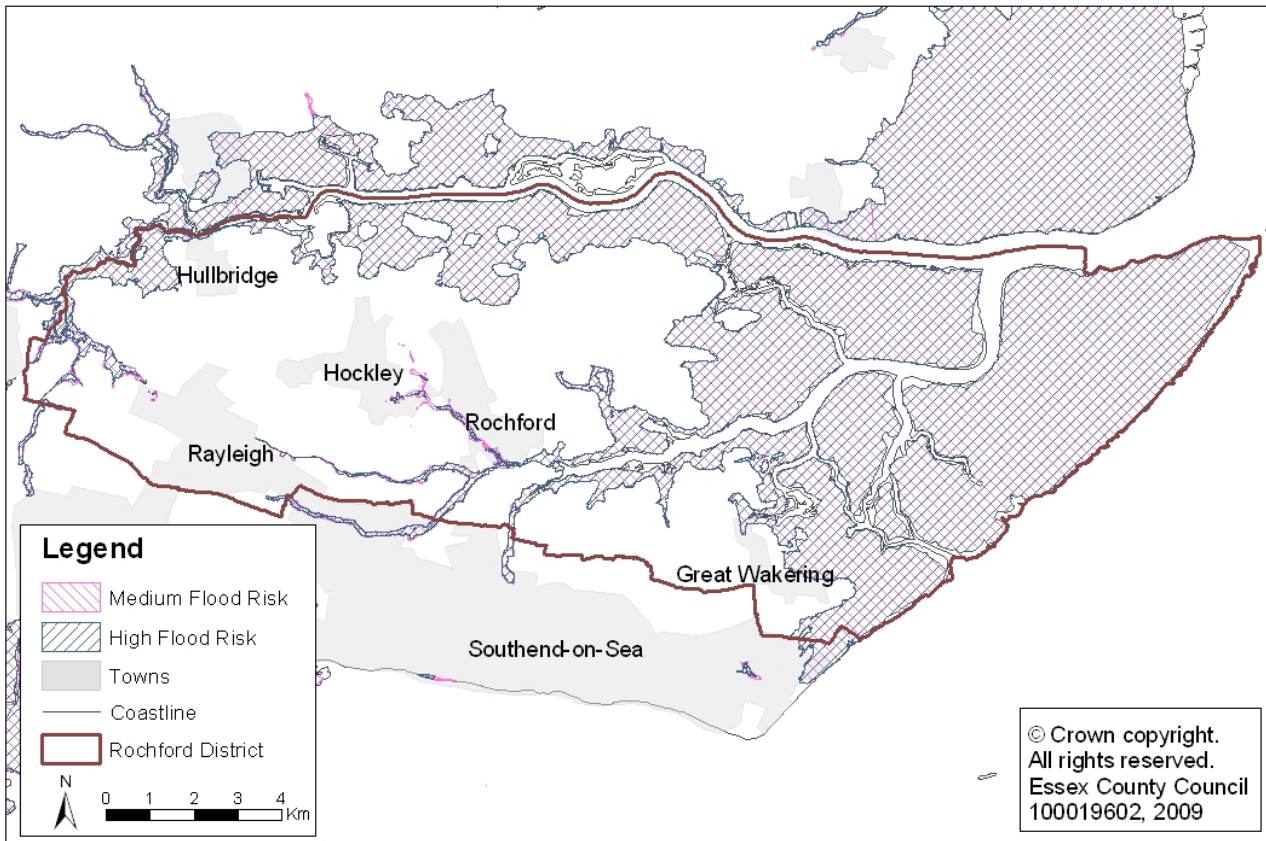 Hullbridge
Hockley
Rochford
Rayleigh
Great Wakering
Southend-on-Sea
Legend
Medium Flood Risk
High Flood Risk
Towns
Coastline
Rochford District
N
0 1 2 3 4
Km
© Crown copyright.
All rights reserved.
Essex County Council
100019602, 2009